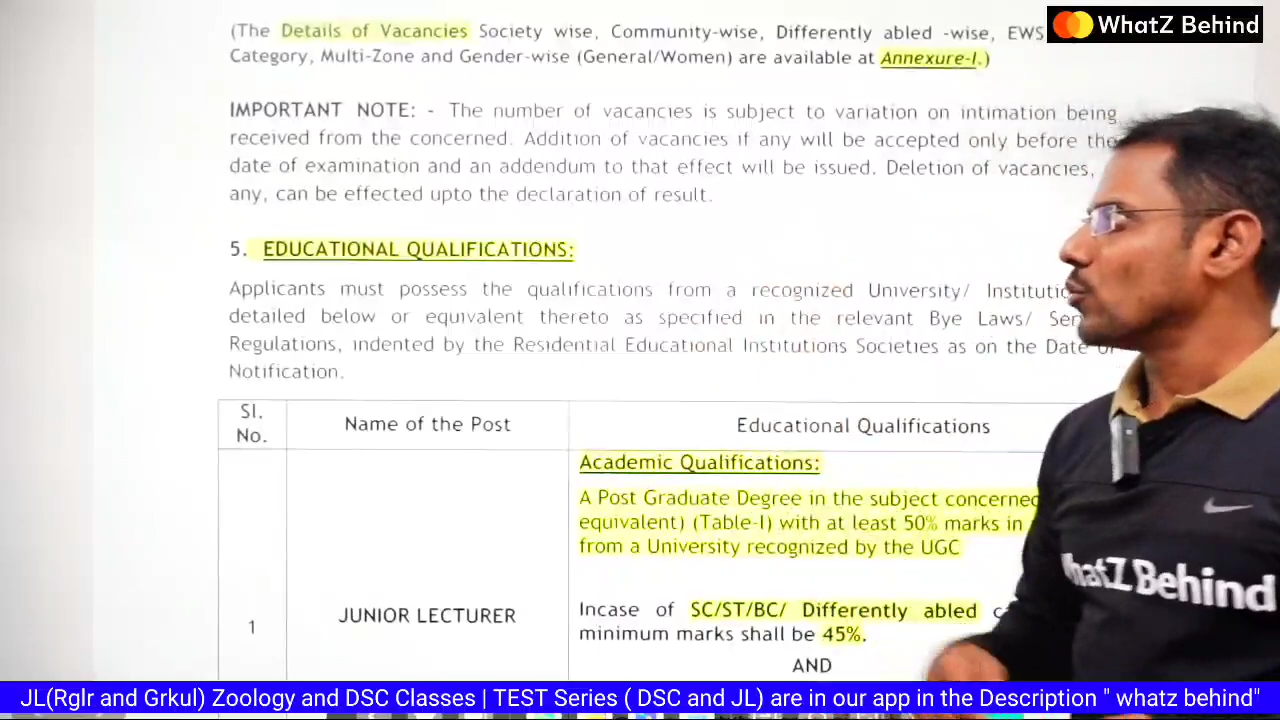 (The Details of Vacancies Society wise, Community-wise, Differently abled -wise, EWS
WhatZ Behind
Category, Multi-Zone and Gender-wise (General/Women) are available at Annexure-I.)
IMPORTANT NOTE: - The number of vacancies is subject to variation on intimation being
received from the concerned. Addition of vacancies if any will be accepted only before the
date of examination and an addendum to that effect will be issued. Deletion of vacancies,
any, can be effected upto the declaration of result.
5. EDUCATIONAL QUALIFICATIONS:
Applicants must possess the qualifications from a recognized University/
detailed below or equivalent thereto as specified in the relevant Bye Laws/
Regulations, indented by the Residential Educational Institutions Societies as on the Date
Notification.
Sl. No.
Name of the Post
Educational Qualifications
Academic Qualifications:
A Post Graduate Degree in the subject concerned
equivalent) (Table-I) with at least 50% marks in
from a University recognized by the UGC
1
JUNIOR LECTURER
Incase of SC/ST/BC/ Differently abled
minimum marks shall be 45%.
AND
WhatZ Behind
JL(Rglr and Grkul) Zoology and DSC Classes | TEST Series ( DSC and JL) are in our app in the Description " whatz behind"